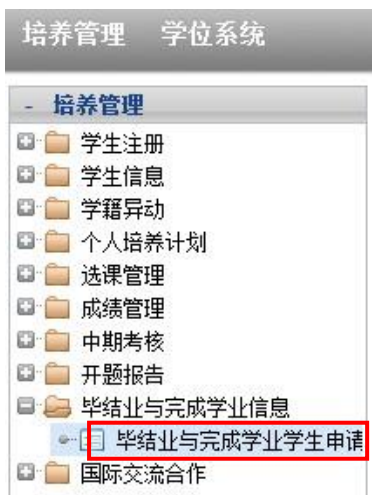 培养管理 学位系统
- 培养管理
学生注册
学生信息
学籍异动
个人培养计划
选课管理
成绩管理
中期考核
开题报告
毕结业与完成学业信息
毕结业与完成学业学生申请
国际交流合作